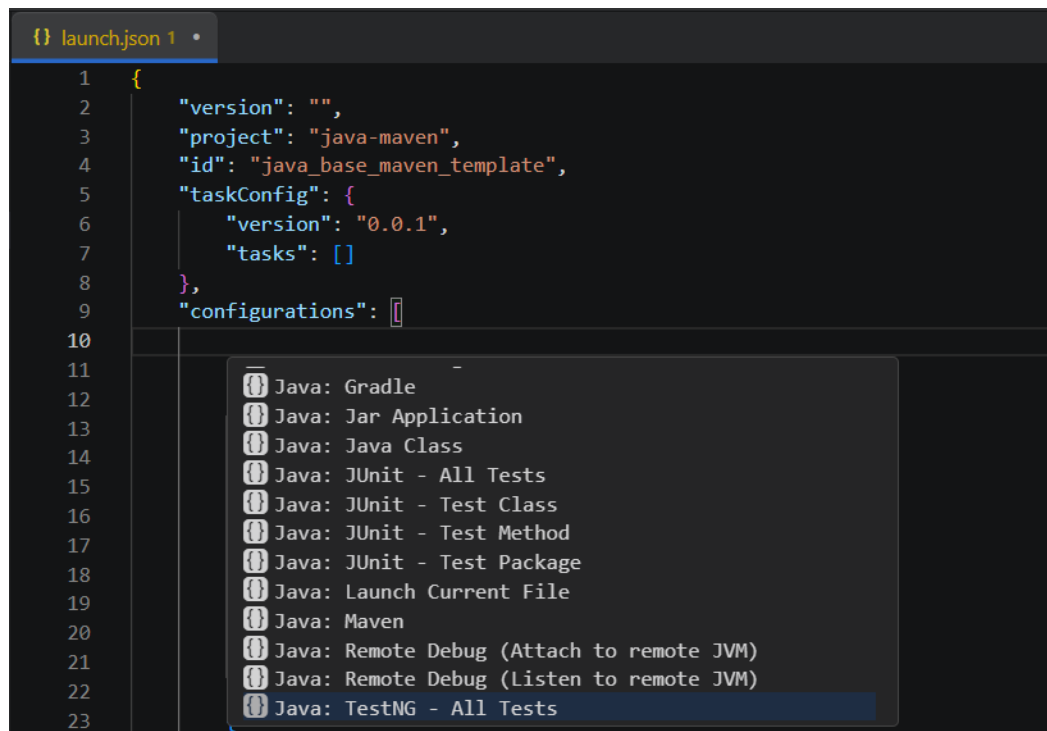 {} launch.json 1 •
1 {
2 "version": "",
3 "project": "java-maven",
4 "id": "java_base_maven_template",
5 "taskConfig": {
6 "version": "0.0.1",
7 "tasks": []
8 },
9 "configurations": [
10
11
{} Java: Gradle
12
{} Java: Jar Application
13
{} Java: Java Class
14
{} Java: JUnit - All Tests
15
{} Java: JUnit - Test Class
16
{} Java: JUnit - Test Method
17
{} Java: JUnit - Test Package
18
{} Java: Launch Current File
19
{} Java: Maven
20
{} Java: Remote Debug (Attach to remote JVM)
21
{} Java: Remote Debug (Listen to remote JVM)
22
{} Java: TestNG - All Tests
23